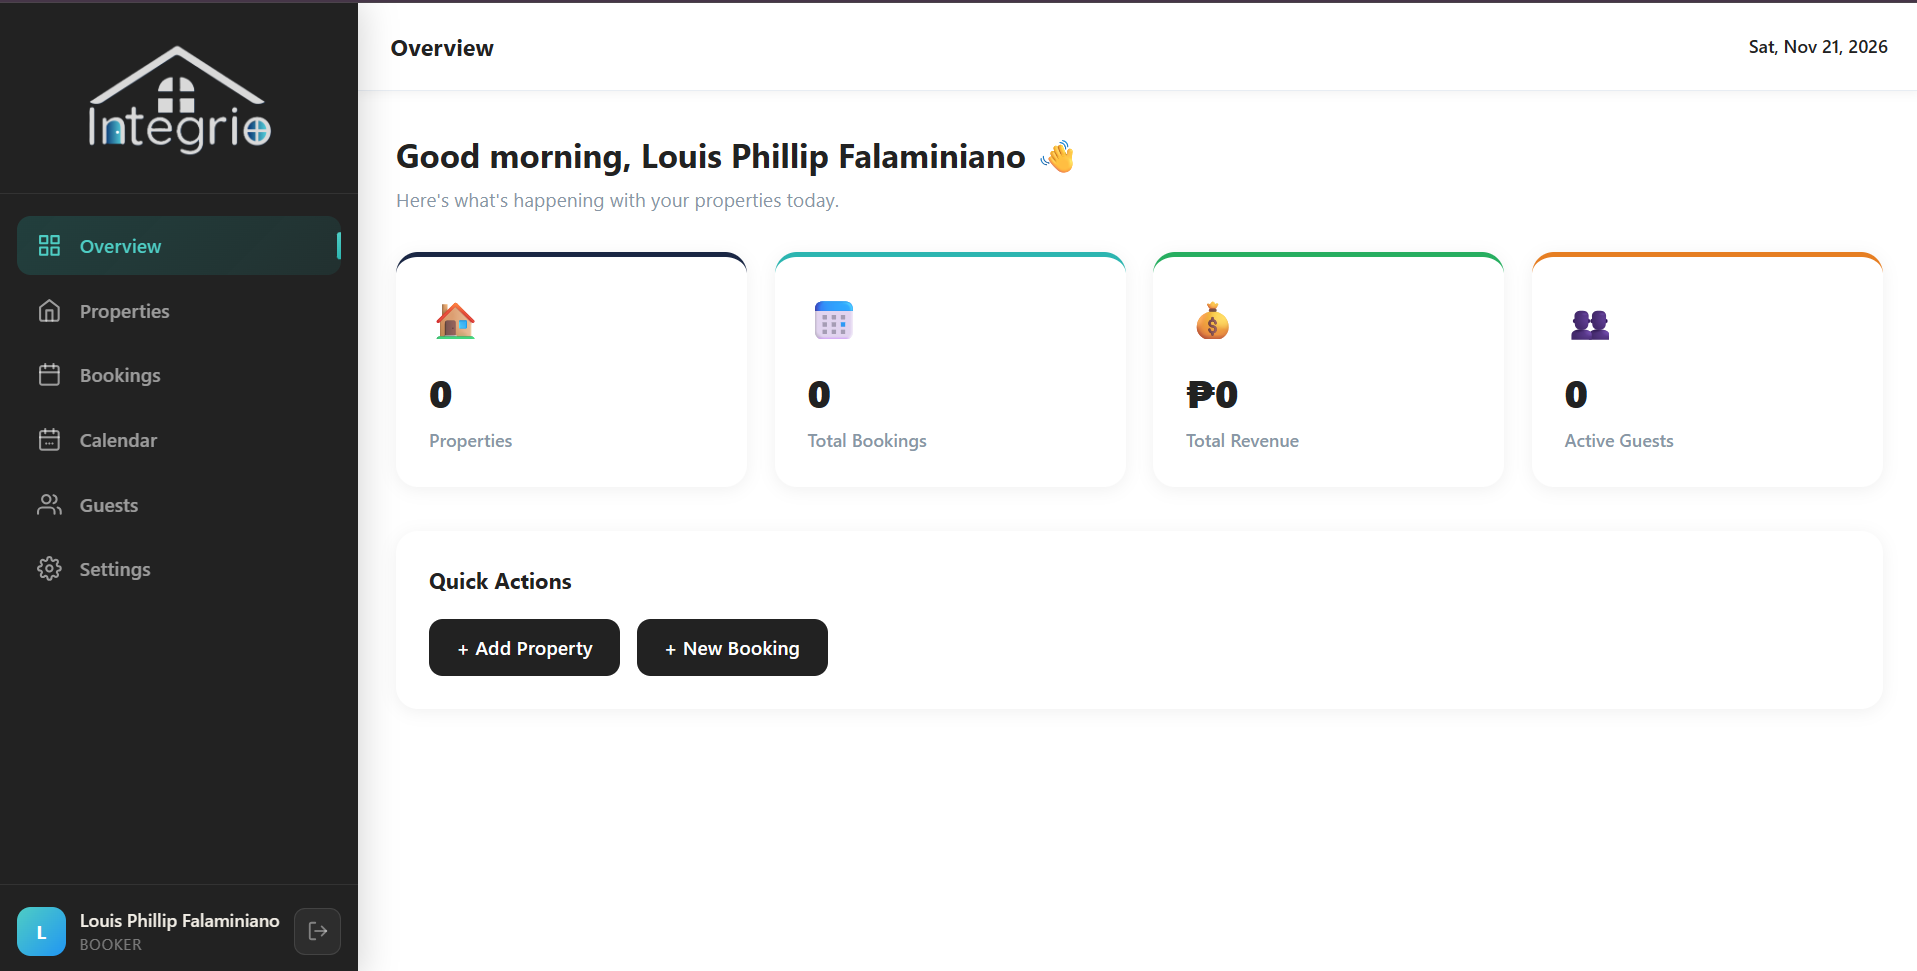 Integrio
Overview
Properties
Bookings
Calendar
Guests
Settings
L
Louis Phillip Falaminiano
BOOKER
Overview
Sat, Nov 21, 2026
Good morning, Louis Phillip Falaminiano 👋
Here's what's happening with your properties today.
0
Properties
0
Total Bookings
₱0
Total Revenue
0
Active Guests
Quick Actions
+ Add Property
+ New Booking